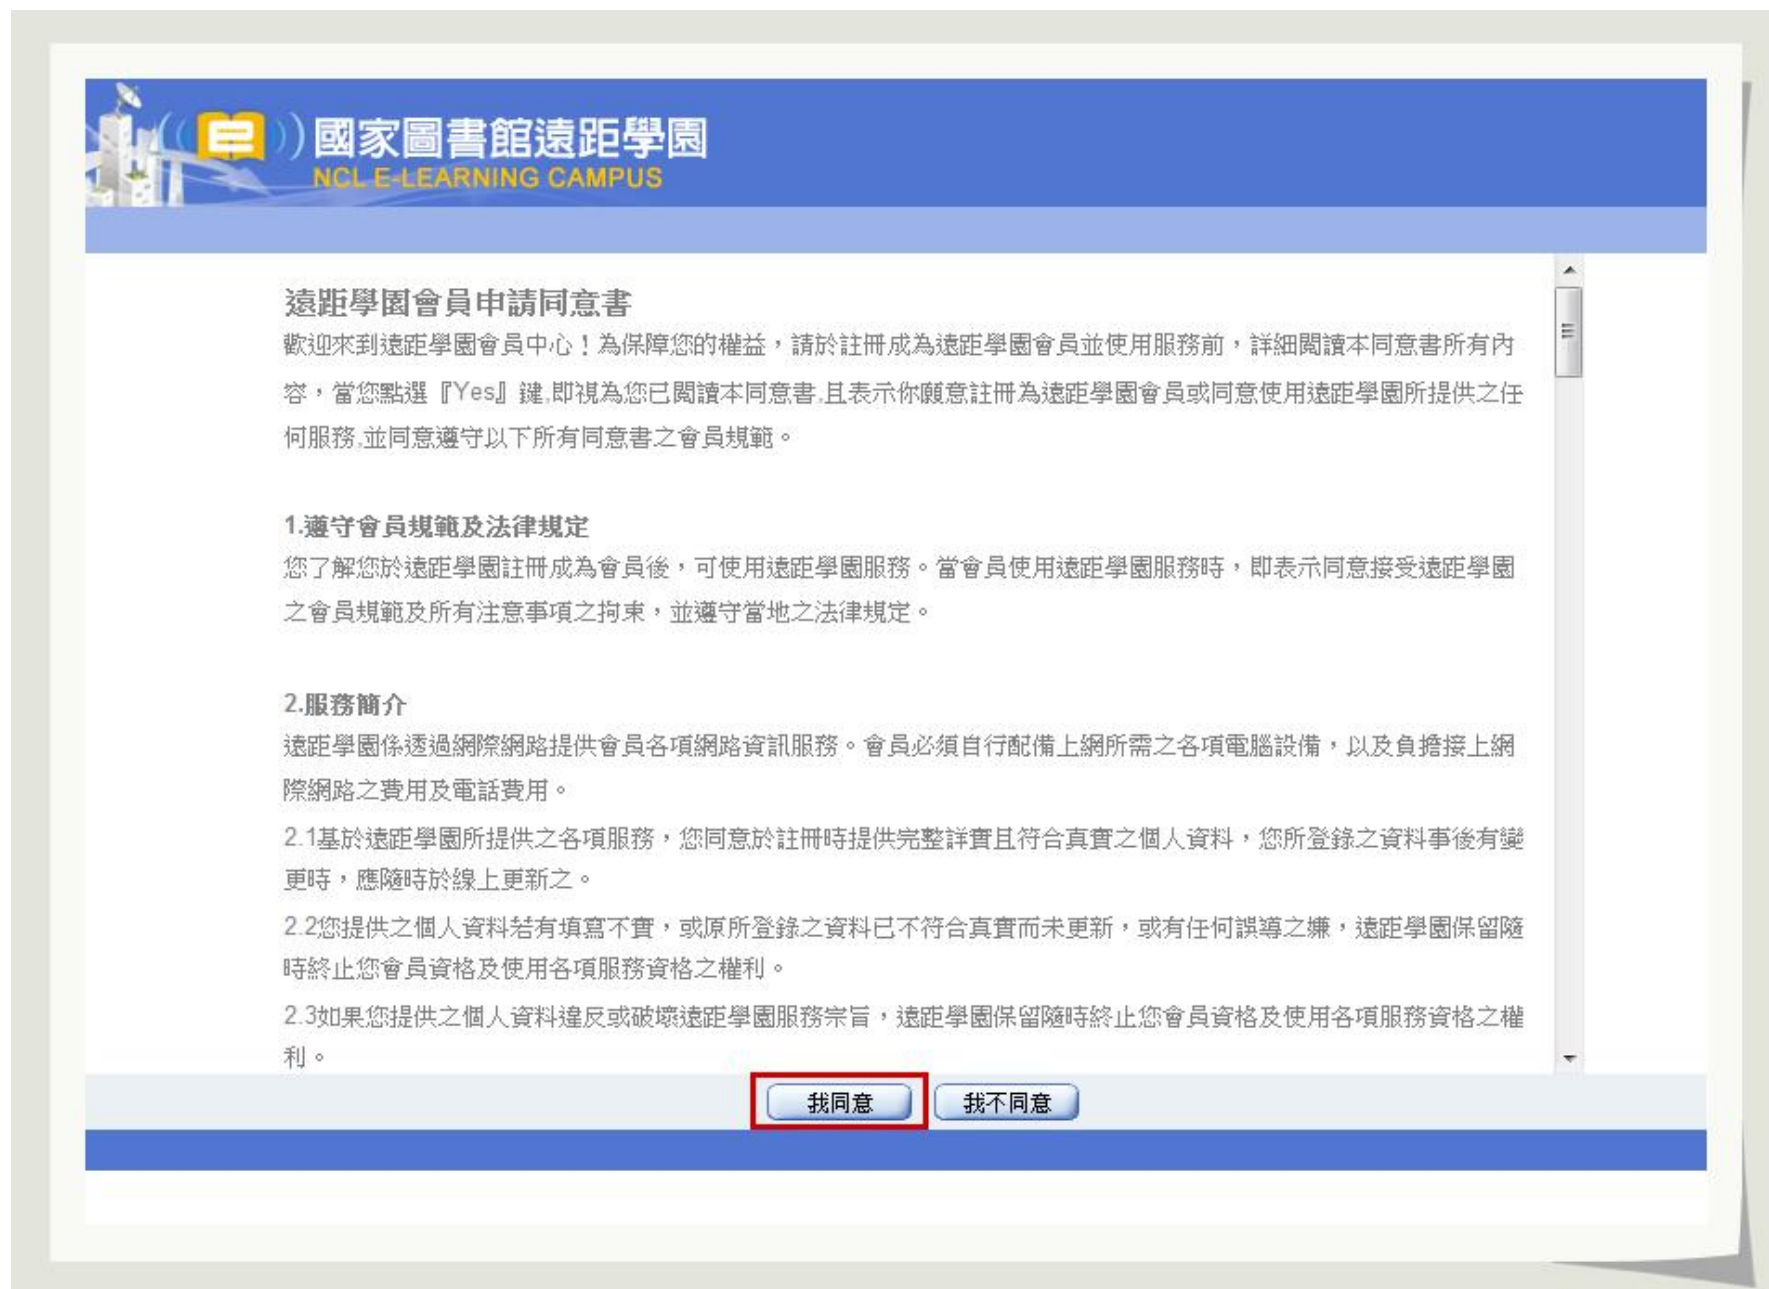 國家圖書館遠距學園
NCL E-LEARNING CAMPUS
遠距學園會員申請同意書
歡迎來到遠距學園會員中心！為保障您的權益，請於註冊成為遠距學園會員並使用服務前，詳細閱讀本同意書所有內
容，當您點選『Yes』鍵,即視為您已閱讀本同意書,且表示你願意註冊為遠距學園會員或同意使用遠距學園所提供之任
何服務,並同意遵守以下所有同意書之會員規範。
1.遵守會員規範及法律規定
您了解您於遠距學園註冊成為會員後，可使用遠距學園服務。當會員使用遠距學園服務時，即表示同意接受遠距學園
之會員規範及所有注意事項之拘束，並遵守當地之法律規定。
2.服務簡介
遠距學園係透過網際網路提供會員各項網路資訊服務。會員必須自行配備上網所需之各項電腦設備，以及負擔接上網
際網路之費用及電話費用。
2.1基於遠距學園所提供之各項服務，您同意於註冊時提供完整詳實且符合真實之個人資料，您所登錄之資料事後有變
更時，應隨時於線上更新之。
2.2您提供之個人資料若有填寫不實，或原所登錄之資料已不符合真實而未更新，或有任何誤導之嫌，遠距學園保留隨
時終止您會員資格及使用各項服務資格之權利。
2.3如果您提供之個人資料違反或破壞遠距學園服務宗旨，遠距學園保留隨時終止您會員資格及使用各項服務資格之權
利。
我同意 我不同意